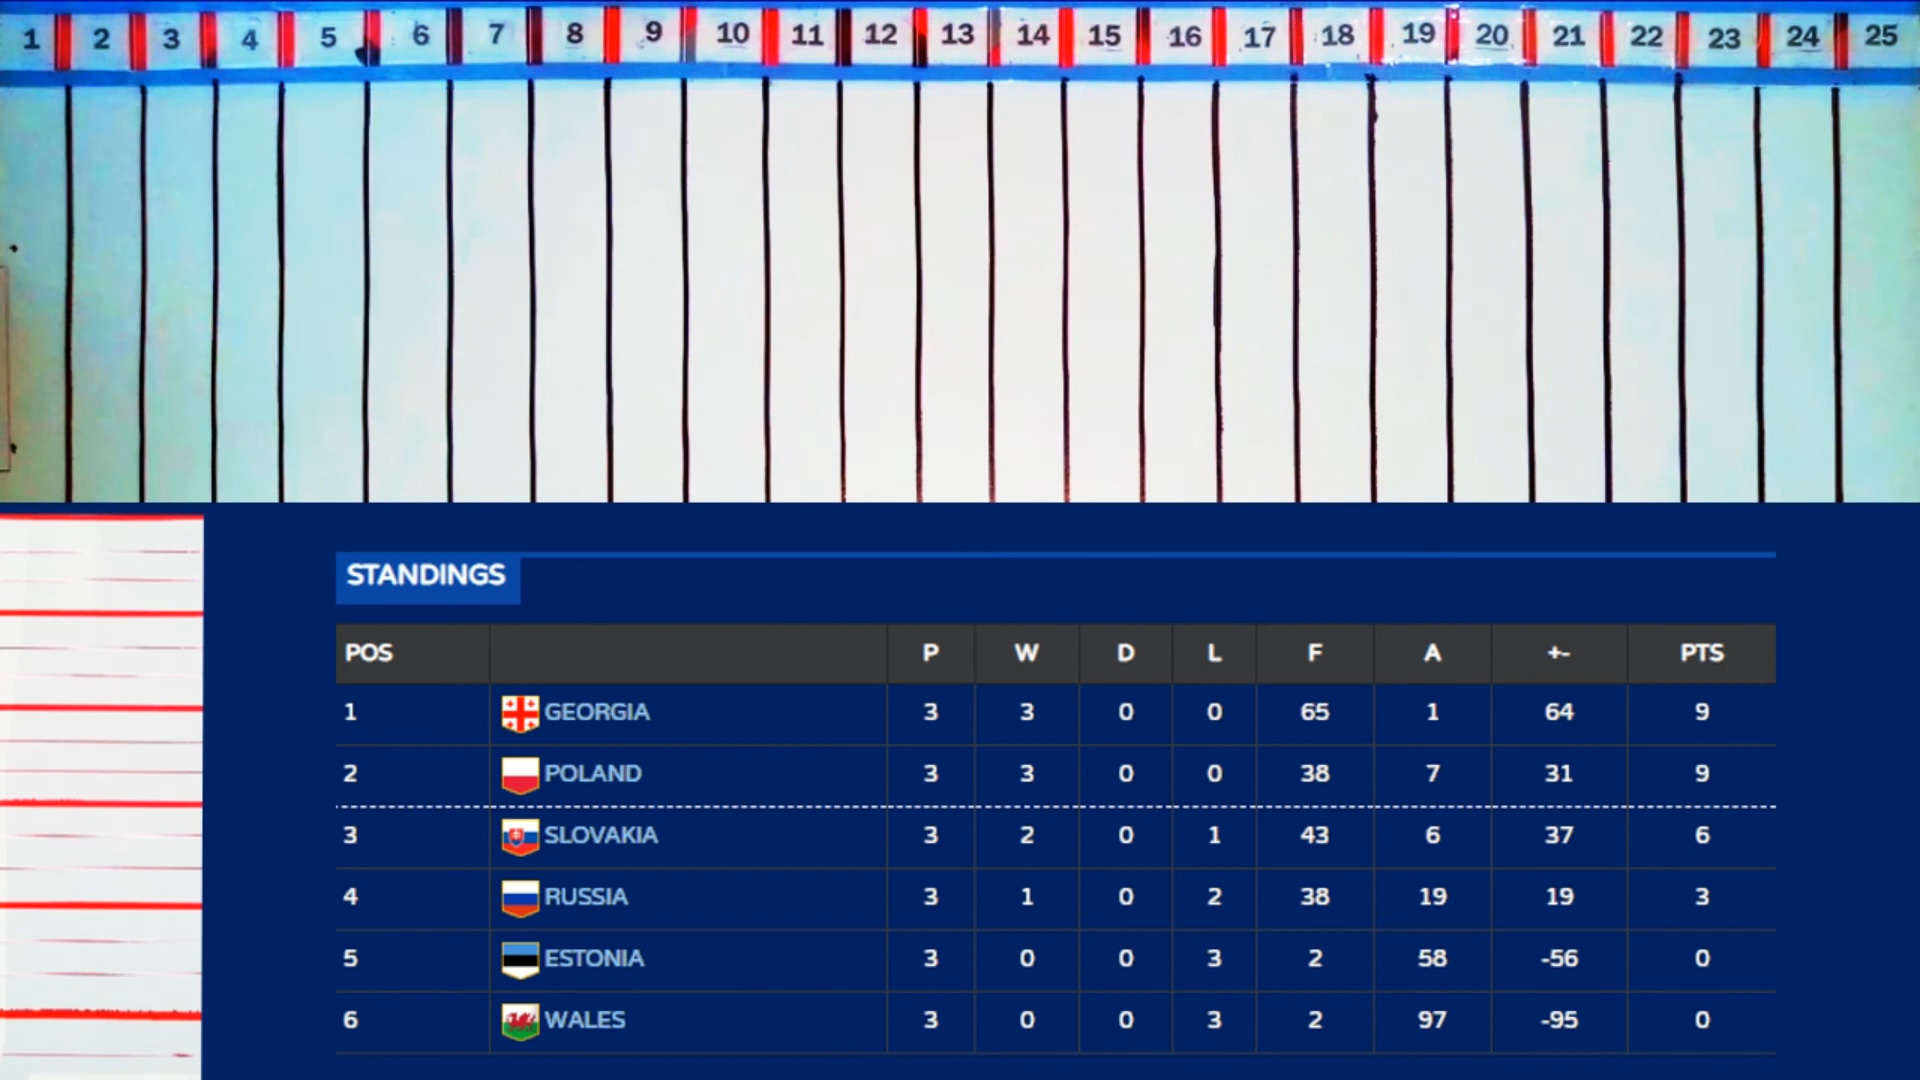 1 2 3 4 5 6 7 8 9 10 11 12 13 14 15 16 17 18 19 20 21 22 23 24 25
STANDINGS
POS P W D L F A +- PTS
1 GEORGIA 3 3 0 0 65 1 64 9
2 POLAND 3 3 0 0 38 7 31 9
3 SLOVAKIA 3 2 0 1 43 6 37 6
4 RUSSIA 3 1 0 2 38 19 19 3
5 ESTONIA 3 0 0 3 2 58 -56 0
6 WALES 3 0 0 3 2 97 -95 0